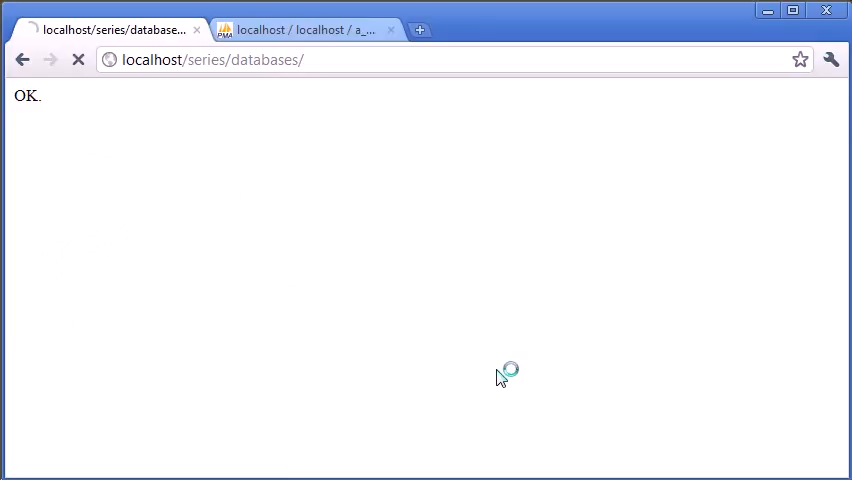 localhost/series/database...
localhost / localhost / a_...
PMA
localhost/series/databases/
OK.